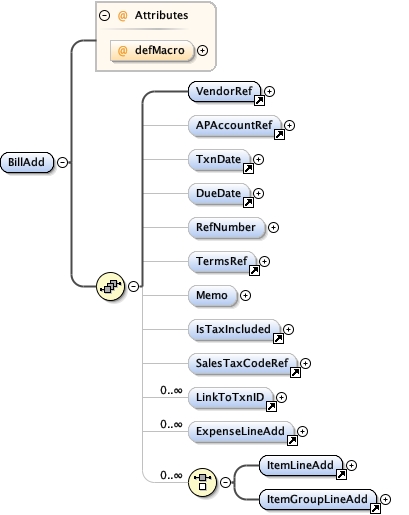 @ Attributes
@ defMacro
BillAdd
VendorRef
APAccountRef
TxnDate
DueDate
RefNumber
TermsRef
Memo
IsTaxIncluded
SalesTaxCodeRef
0..∞ LinkToTxnID
0..∞ ExpenseLineAdd
0..∞
ItemLineAdd
ItemGroupLineAdd